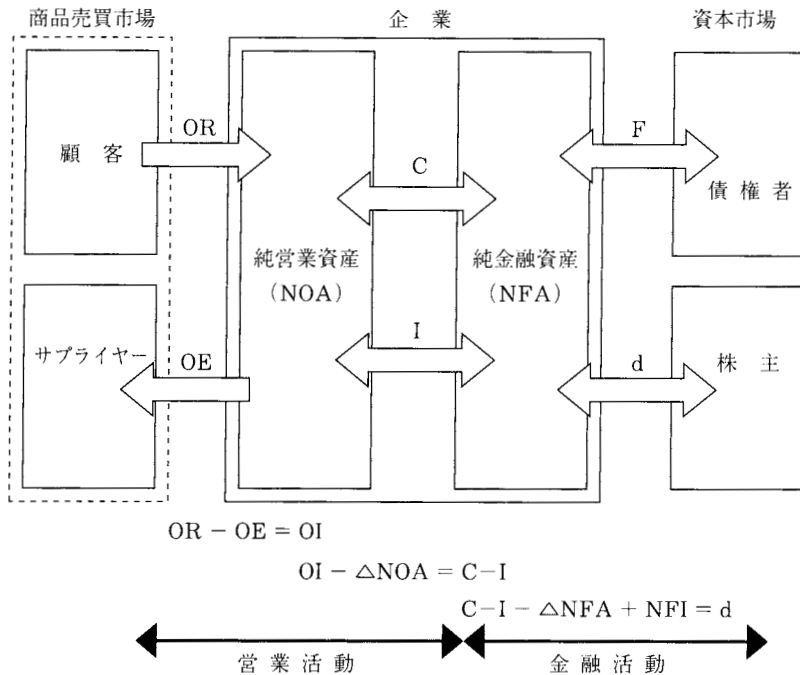 商品売買市場
企業
資本市場
顧客
OR
C
F
債権者
純営業資産
(NOA)
純金融資産
(NFA)
サプライヤー
OE
I
d
株主
OR − OE = OI
OI − △NOA = C−I
C−I − △NFA + NFI = d
営業活動
金融活動